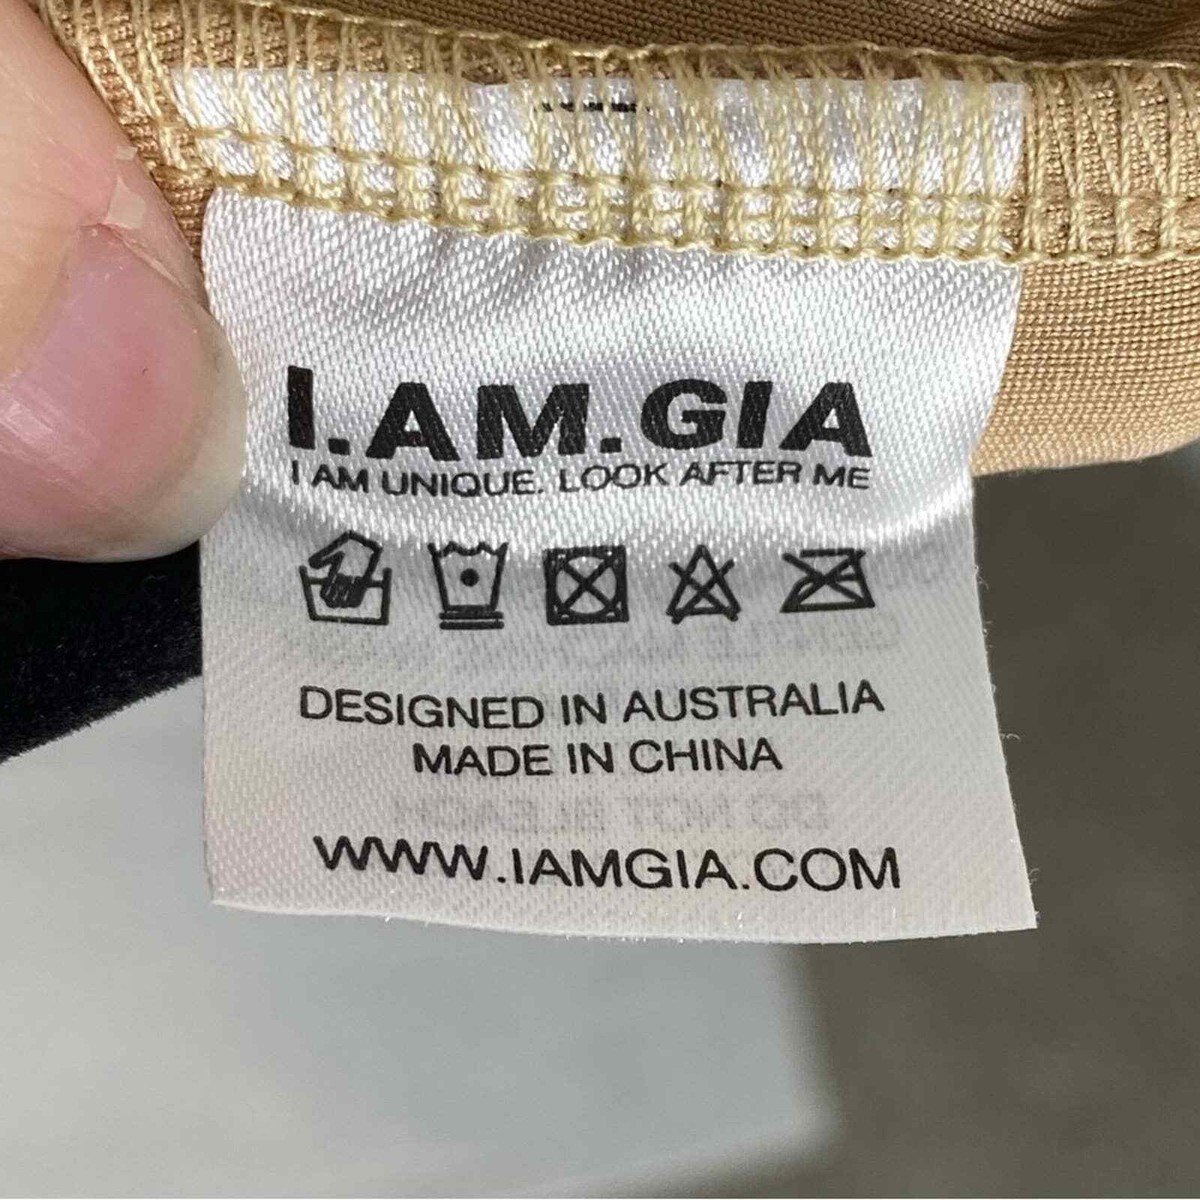 I.AM.GIA
I AM UNIQUE. LOOK AFTER ME
DESIGNED IN AUSTRALIA
MADE IN CHINA
WWW.IAMGIA.COM